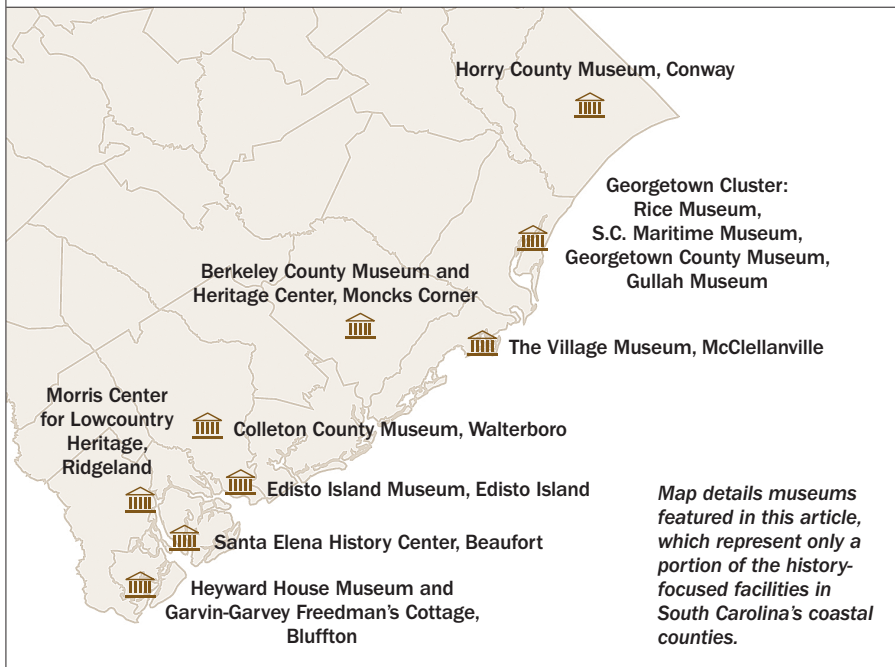 Horry County Museum, Conway
Georgetown Cluster:
Rice Museum,
S.C. Maritime Museum,
Georgetown County Museum,
Gullah Museum
Berkeley County Museum and
Heritage Center, Moncks Corner
The Village Museum, McClellanville
Morris Center
for Lowcountry
Heritage,
Ridgeland
Colleton County Museum, Walterboro
Edisto Island Museum, Edisto Island
Santa Elena History Center, Beaufort
Heyward House Museum and
Garvin-Garvey Freedman’s Cottage,
Bluffton
Map details museums
featured in this article,
which represent only a
portion of the history-
focused facilities in
South Carolina’s coastal
counties.